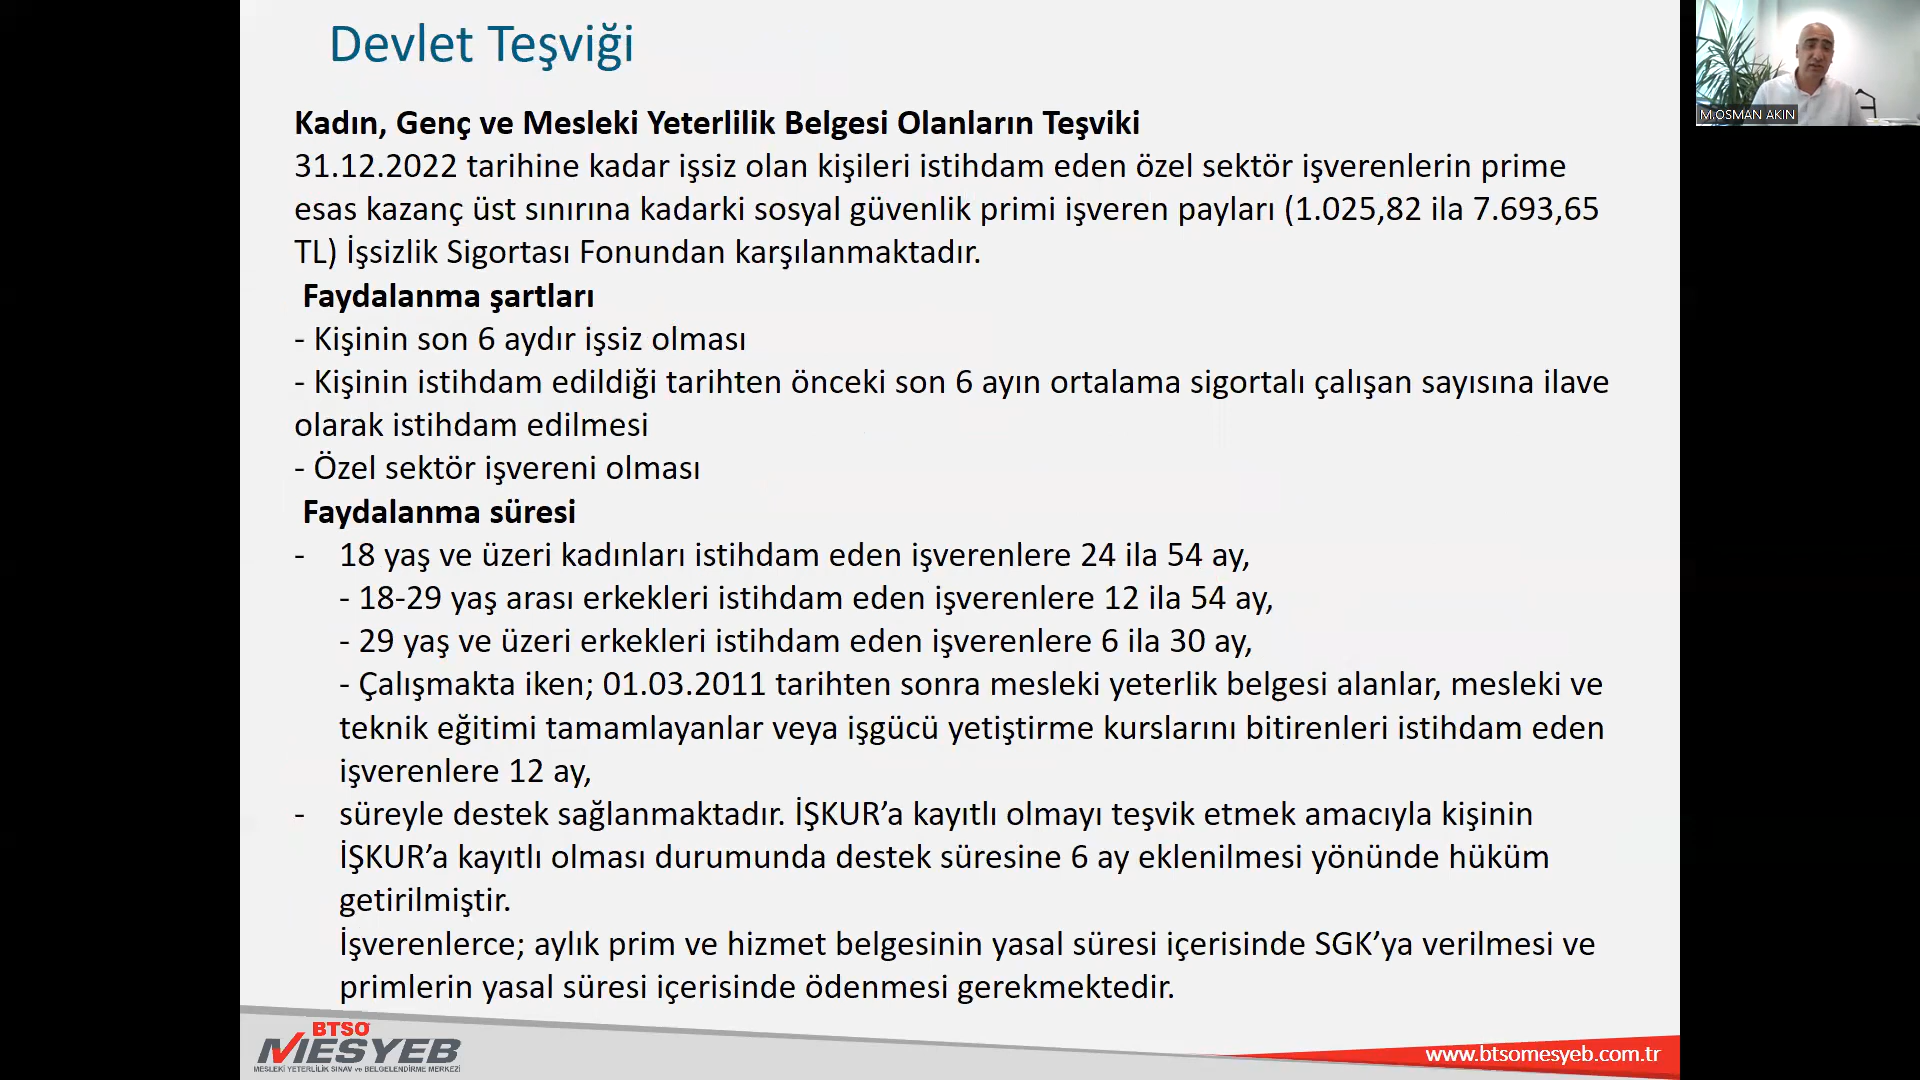 Devlet Teşviği
Kadın, Genç ve Mesleki Yeterlilik Belgesi Olanların Teşviki
31.12.2022 tarihine kadar işsiz olan kişileri istihdam eden özel sektör işverenlerin prime
esas kazanç üst sınırına kadarki sosyal güvenlik primi işveren payları (1.025,82 ila 7.693,65
TL) İşsizlik Sigortası Fonundan karşılanmaktadır.
Faydalanma şartları
- Kişinin son 6 aydır işsiz olması
- Kişinin istihdam edildiği tarihten önceki son 6 ayın ortalama sigortalı çalışan sayısına ilave
olarak istihdam edilmesi
- Özel sektör işvereni olması
Faydalanma süresi
- 18 yaş ve üzeri kadınları istihdam eden işverenlere 24 ila 54 ay,
- 18-29 yaş arası erkekleri istihdam eden işverenlere 12 ila 54 ay,
- 29 yaş ve üzeri erkekleri istihdam eden işverenlere 6 ila 30 ay,
- Çalışmakta iken; 01.03.2011 tarihten sonra mesleki yeterlik belgesi alanlar, mesleki ve
teknik eğitimi tamamlayanlar veya işgücü yetiştirme kurslarını bitirenleri istihdam eden
işverenlere 12 ay,
- süreyle destek sağlanmaktadır. İŞKUR’a kayıtlı olmayı teşvik etmek amacıyla kişinin
İŞKUR’a kayıtlı olması durumunda destek süresine 6 ay eklenilmesi yönünde hüküm
getirilmiştir.
İşverenlerce; aylık prim ve hizmet belgesinin yasal süresi içerisinde SGK’ya verilmesi ve
primlerin yasal süresi içerisinde ödenmesi gerekmektedir.
BTSO
MESYEB
MESLEKİ YETERLİLİK SINAV ve BELGELENDİRME MERKEZİ
www.btsomesyeb.com.tr
M.OSMAN AKIN